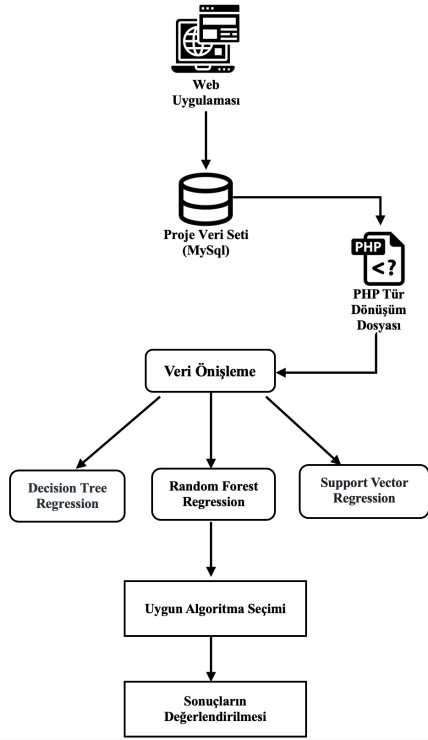 Web
Uygulaması
Proje Veri Seti
(MySql)
PHP
<?
PHP Tür
Dönüşüm
Dosyası
Veri Önişleme
Decision Tree
Regression
Random Forest
Regression
Support Vector
Regression
Uygun Algoritma Seçimi
Sonuçların
Değerlendirilmesi